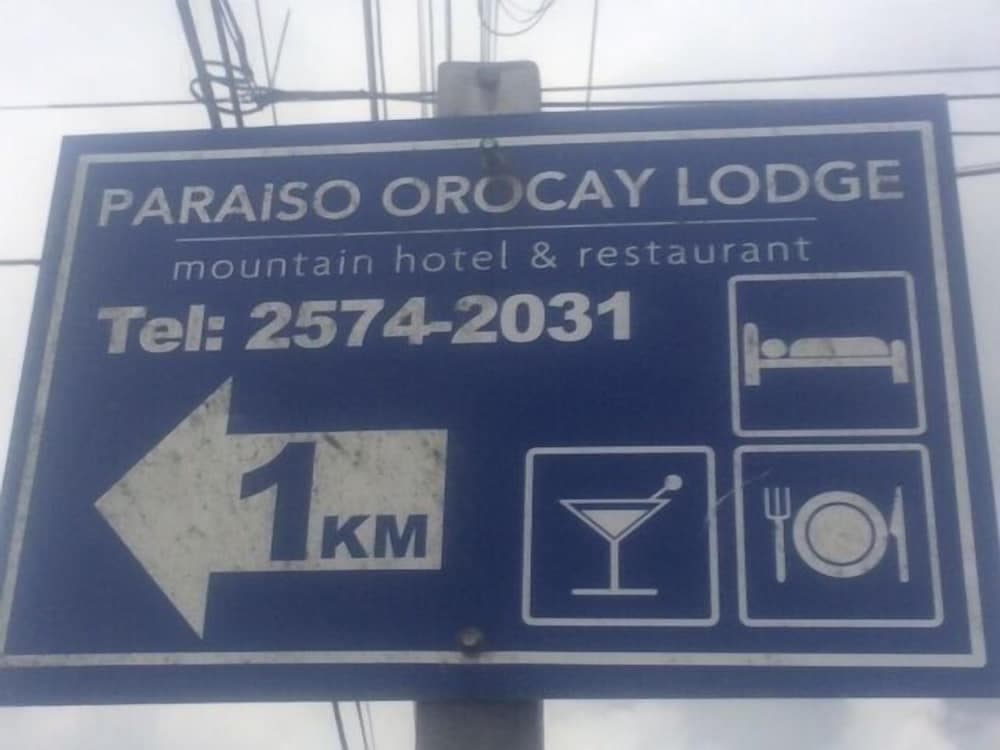 PARAiSO OROCAY LODGE
mountain hotel & restaurant
Tel: 2574-2031
1KM